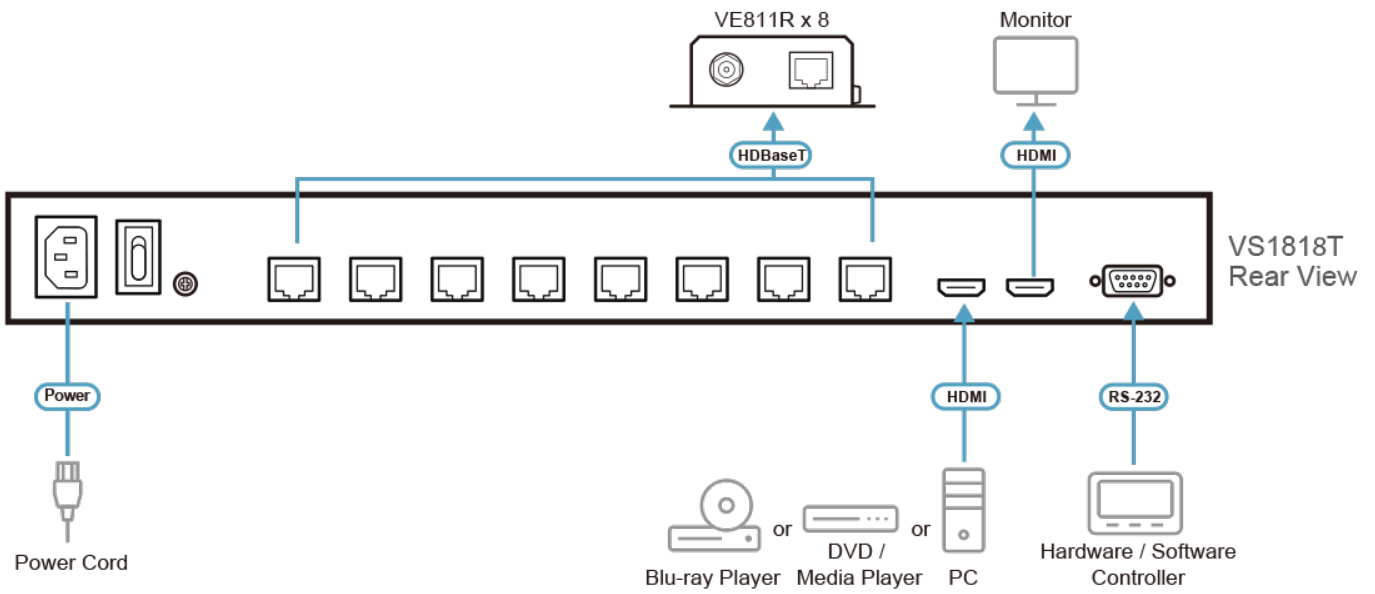 VE811R x 8
Monitor
HDBaseT
HDMI
VS1818T
Rear View
Power
HDMI
RS-232
Power Cord
or
or
Blu-ray Player
DVD /
Media Player
PC
Hardware / Software
Controller